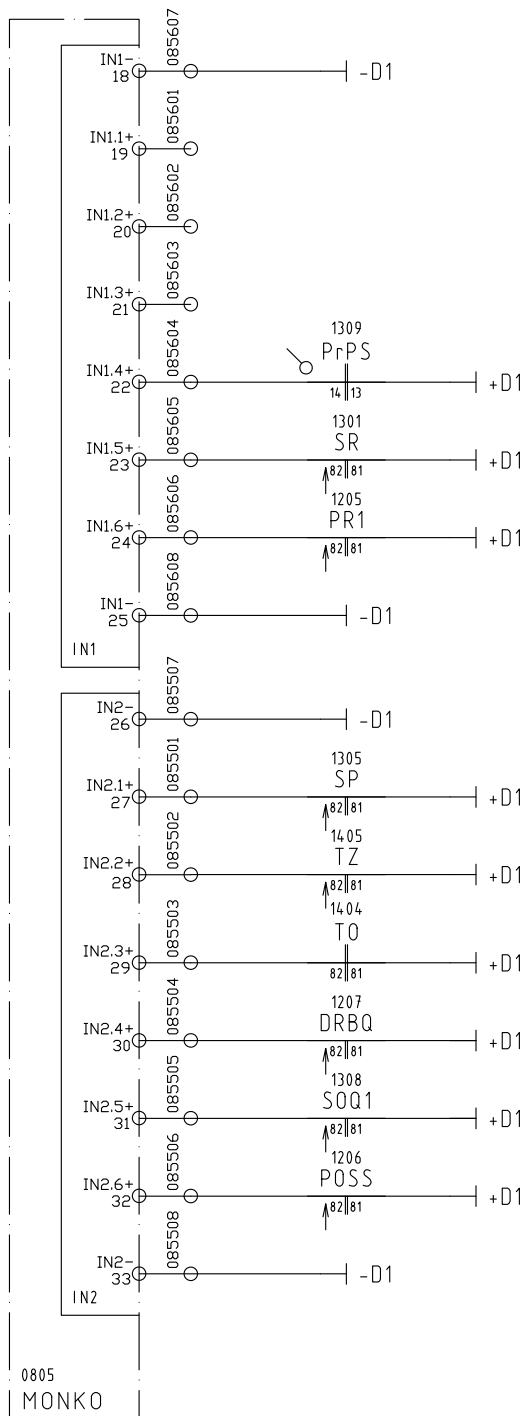 085607
IN1-
18
-D1
085601
IN1.1+
19
085602
IN1.2+
20
085603
IN1.3+
21
085604
1309
PrPS
IN1.4+
22
14 13
+D1
085605
1301
SR
IN1.5+
23
82 81
+D1
085606
1205
PR1
IN1.6+
24
82 81
+D1
085608
IN1-
25
-D1
IN1
085507
IN2-
26
-D1
085501
1305
SP
IN2.1+
27
82 81
+D1
085502
1405
TZ
IN2.2+
28
82 81
+D1
085503
1404
TO
IN2.3+
29
82 81
+D1
085504
1207
DRBQ
IN2.4+
30
82 81
+D1
085505
1308
SOQ1
IN2.5+
31
82 81
+D1
085506
1206
POSS
IN2.6+
32
82 81
+D1
085508
IN2-
33
-D1
IN2
0805
MONKO